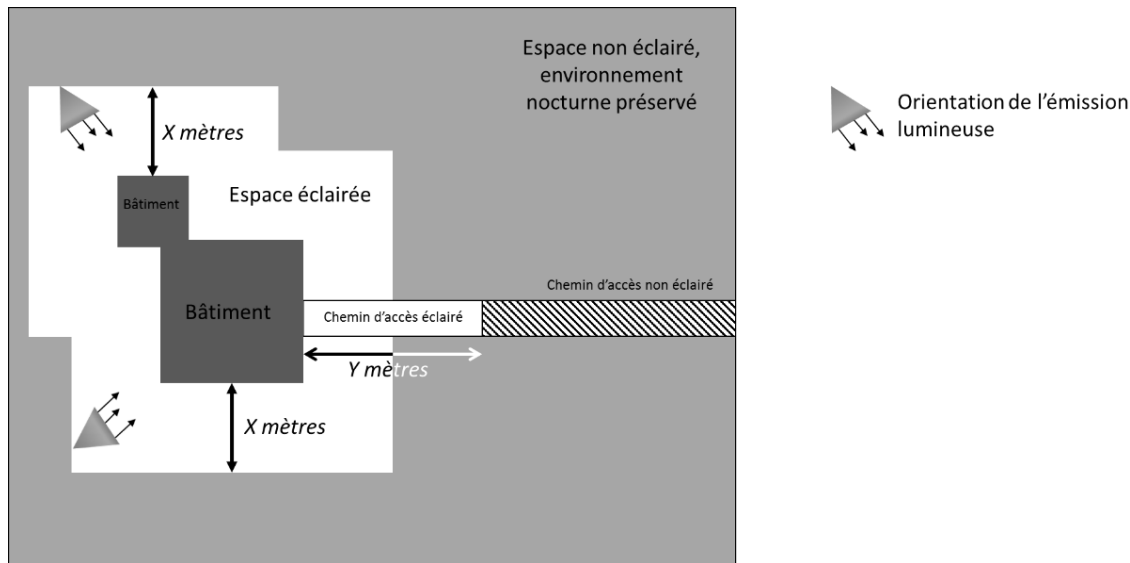 Espace non éclairé,
environnement
nocturne préservé
Orientation de l'émission
lumineuse
X mètres
Bâtiment
Espace éclairée
Chemin d'accès non éclairé
Bâtiment
Chemin d'accès éclairé
Y mètres
X mètres